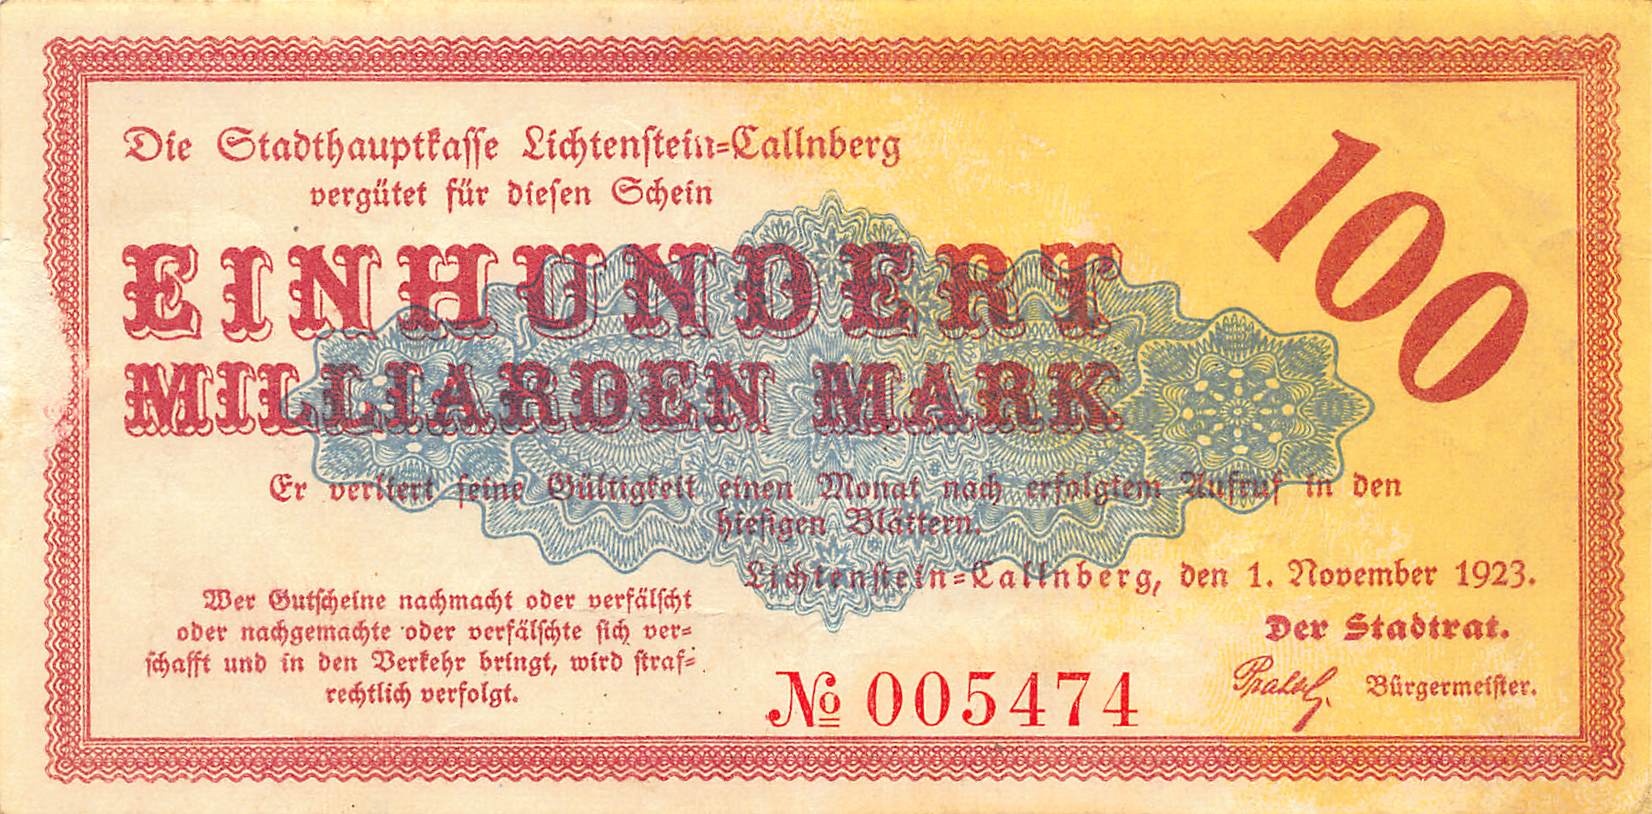 Die Stadthauptkasse Lichtenstein=Callnberg
vergütet für diesen Schein
100
EINHUNDERT
MILLIARDEN MARK
Er verliert seine Gültigkeit einen Monat nach erfolgtem Aufruf in den
hiesigen Blättern.
Lichtenstein=Callnberg, den 1. November 1923.
Wer Gutscheine nachmacht oder verfälscht
oder nachgemachte oder verfälschte sich ver=
schafft und in den Verkehr bringt, wird straf=
rechtlich verfolgt.
Der Stadtrat.
Bürgermeister.
№ 005474